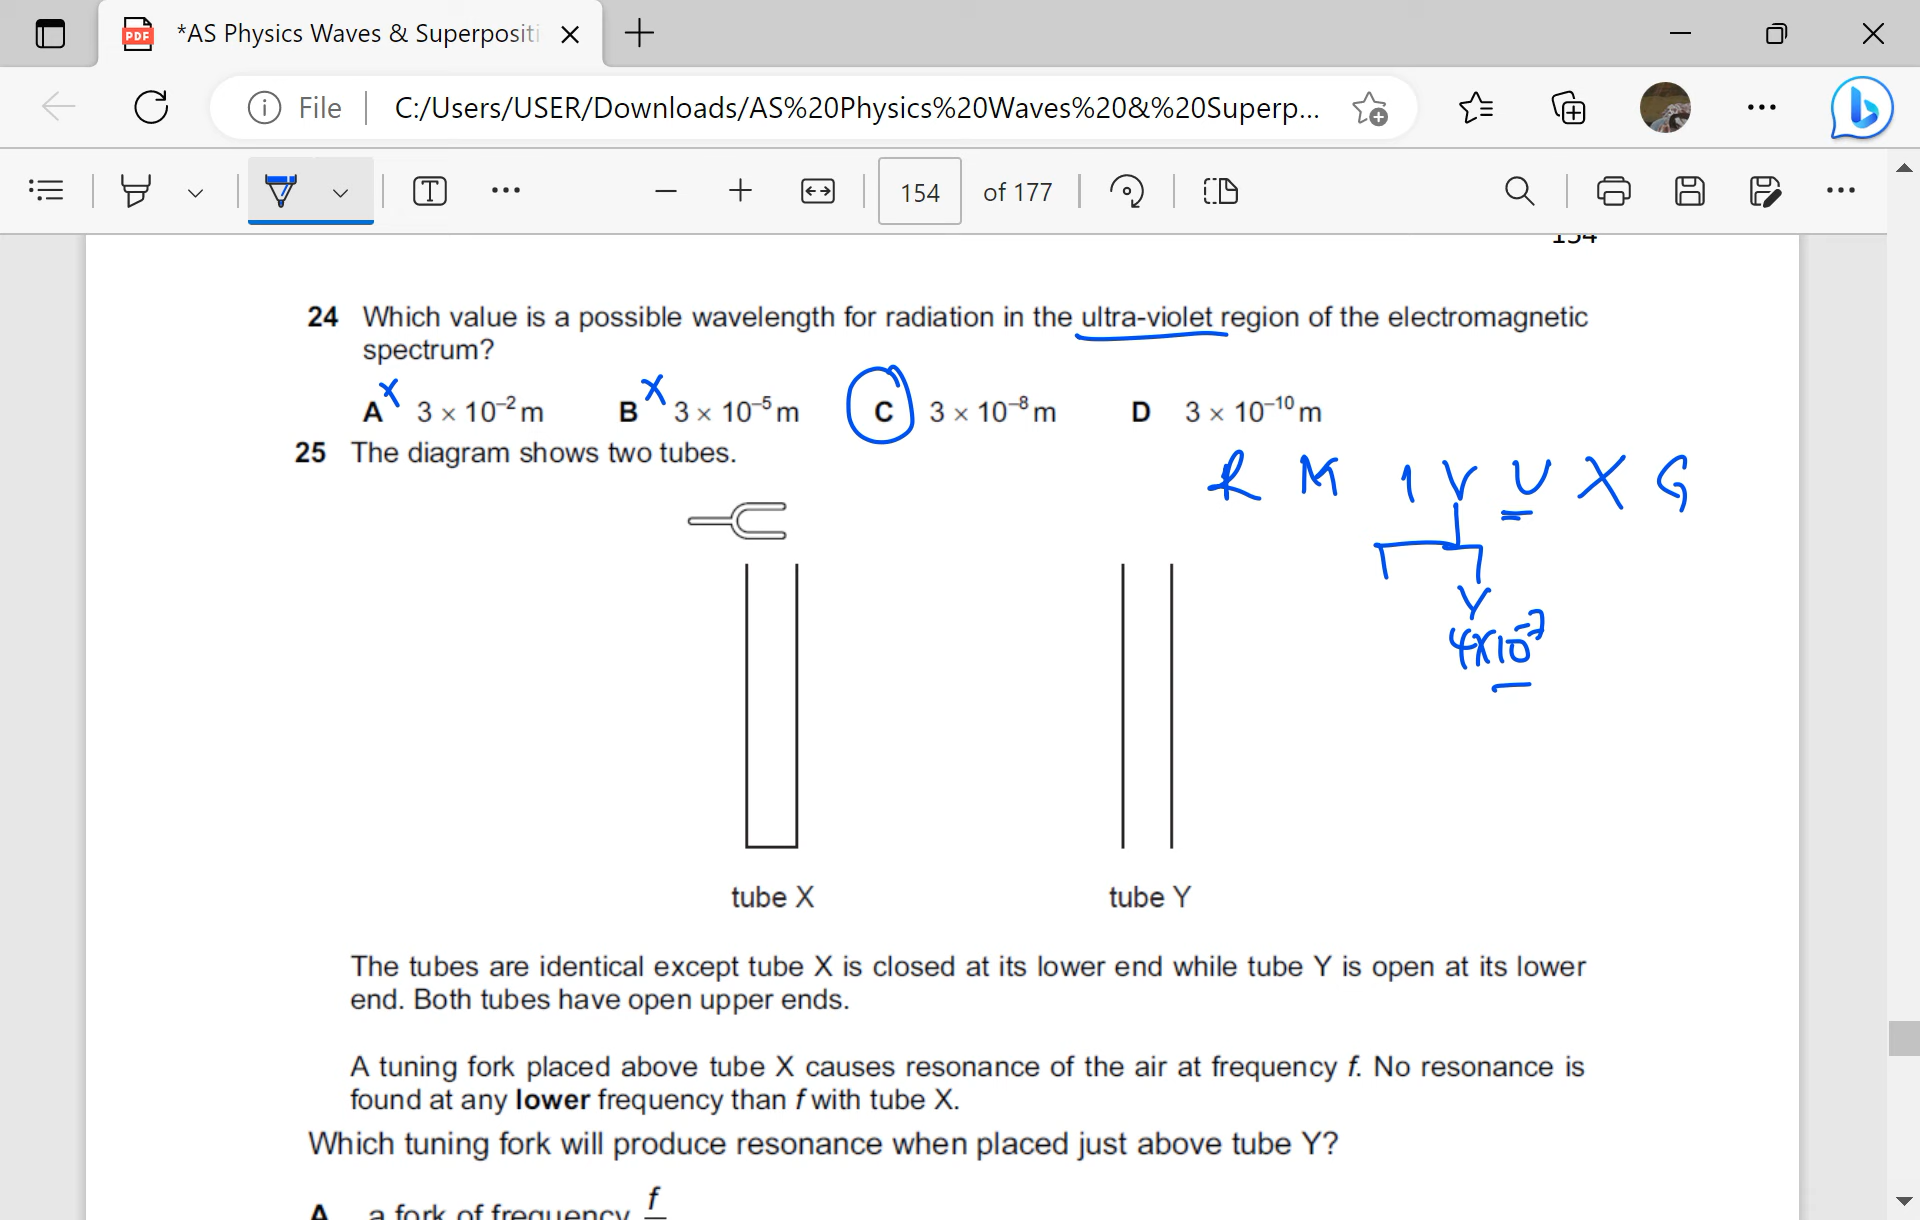 *AS Physics Waves & Superpositi
File
C:/Users/USER/Downloads/AS%20Physics%20Waves%20&%20Superp...
154 of 177
154
24 Which value is a possible wavelength for radiation in the ultra-violet region of the electromagnetic
spectrum?
A 3 × 10⁻² m B 3 × 10⁻⁵ m C 3 × 10⁻⁸ m D 3 × 10⁻¹⁰ m
25 The diagram shows two tubes.
R M I V U X G
V
4×10⁻⁷
tube X tube Y
The tubes are identical except tube X is closed at its lower end while tube Y is open at its lower
end. Both tubes have open upper ends.
A tuning fork placed above tube X causes resonance of the air at frequency f. No resonance is
found at any lower frequency than f with tube X.
Which tuning fork will produce resonance when placed just above tube Y?
A a fork of frequency f